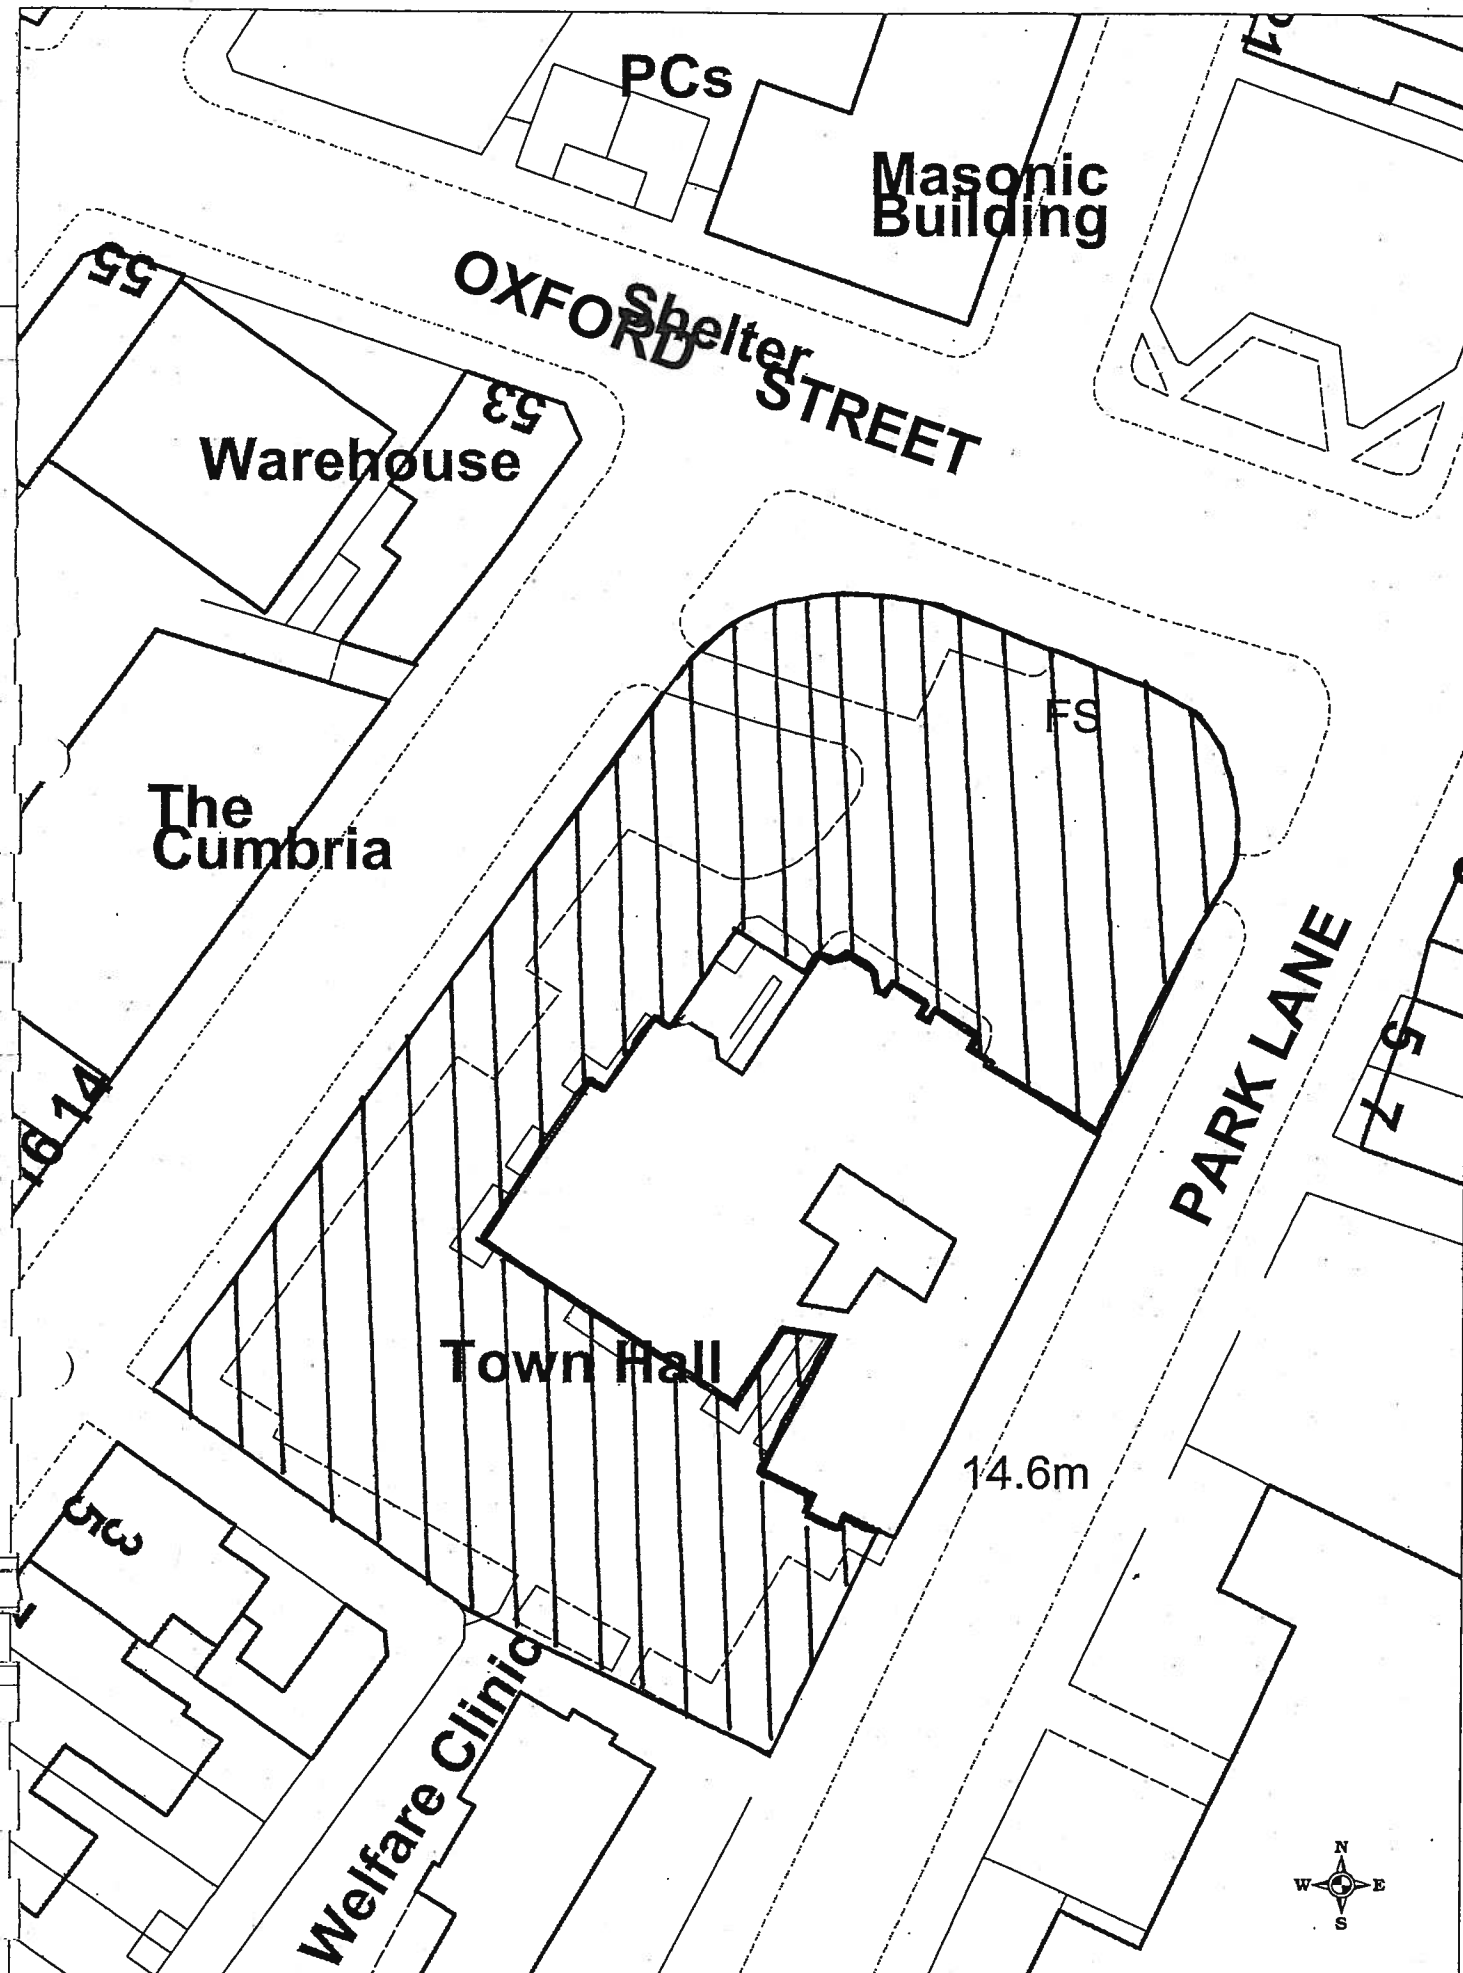 PCs
Masonic
Building
55
OXFORD
Shelter
STREET
53
Warehouse
FS
The
Cumbria
PARK LANE
5
7
14
16
Town Hall
14.6m
35
Welfare Clinic
N
W E
S